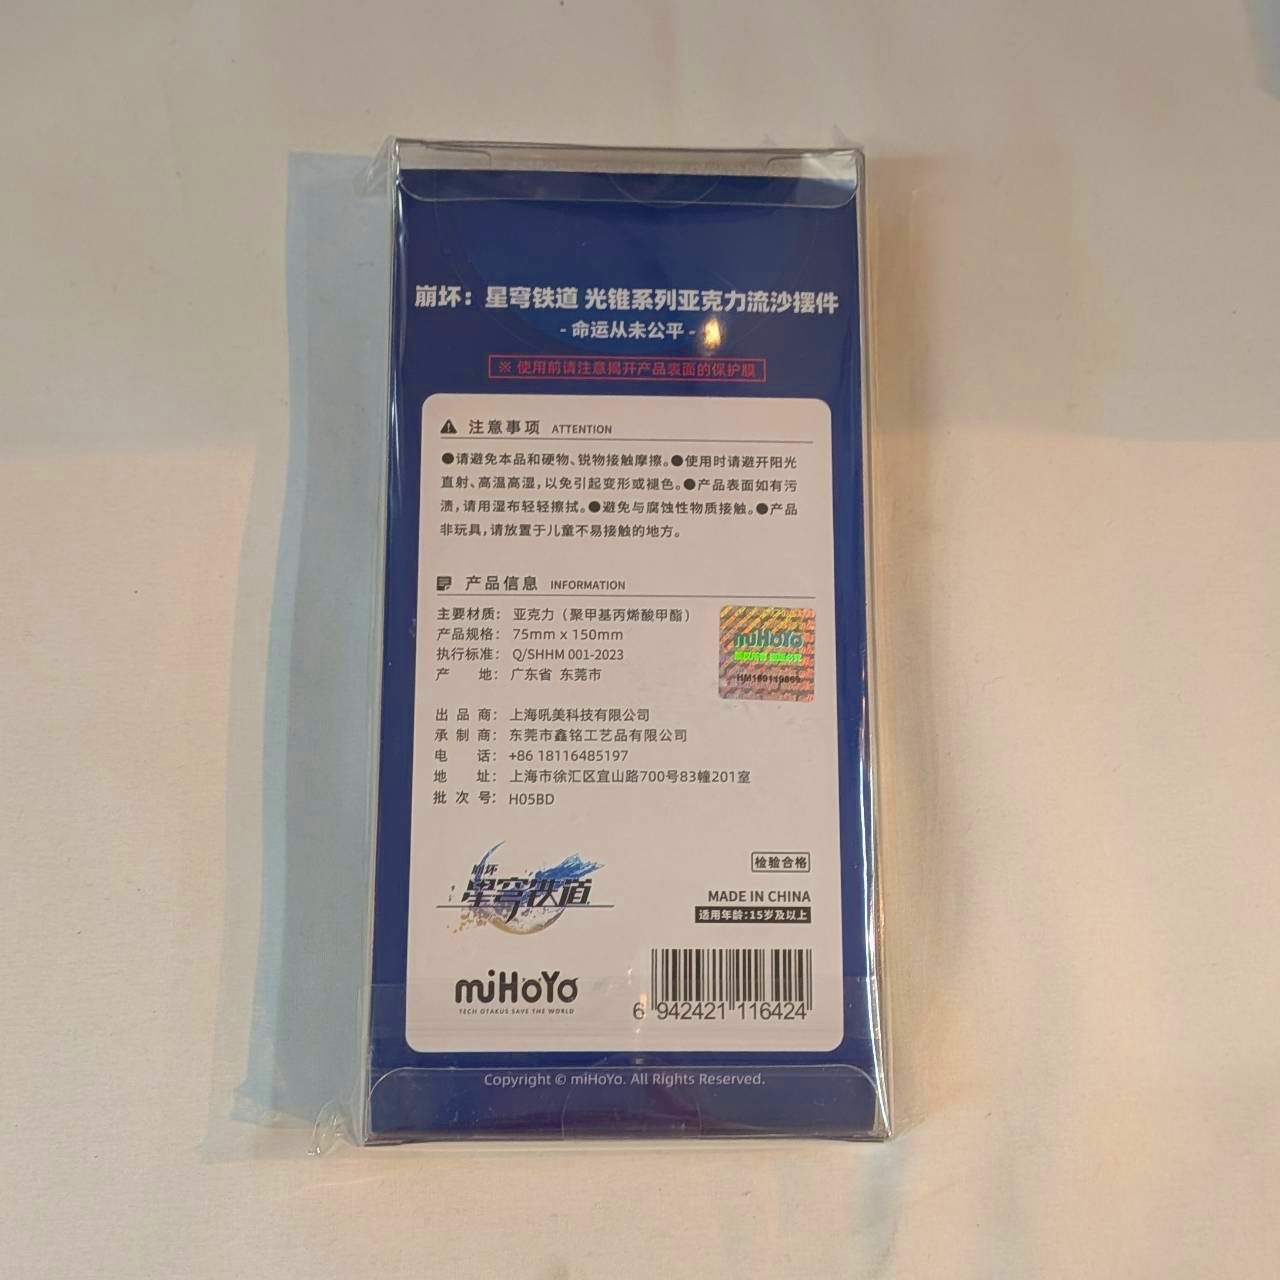 崩坏：星穹铁道 光锥系列亚克力流沙摆件
- 命运从未公平 -
※ 使用前请注意揭开产品表面的保护膜
注意事项 ATTENTION
●请避免本品和硬物、锐物接触摩擦。●使用时请避开阳光
直射、高温高湿，以免引起变形或褪色。●产品表面如有污
渍，请用湿布轻轻擦拭。●避免与腐蚀性物质接触。●产品
非玩具，请放置于儿童不易接触的地方。
产品信息 INFORMATION
主要材质： 亚克力（聚甲基丙烯酸甲酯）
产品规格： 75mm x 150mm
执行标准： Q/SHHM 001-2023
产 地： 广东省 东莞市
miHoYo
版权所有 盗版必究
出品商： 上海吼美科技有限公司
承制商： 东莞市鑫铭工艺品有限公司
电 话： +86 18116485197
地 址： 上海市徐汇区宜山路700号83幢201室
批次号： H05BD
崩坏
星穹铁道
检验合格
MADE IN CHINA
适用年龄：15岁及以上
miHoYo
TECH OTAKUS SAVE THE WORLD
6 942421 116424
Copyright © miHoYo. All Rights Reserved.